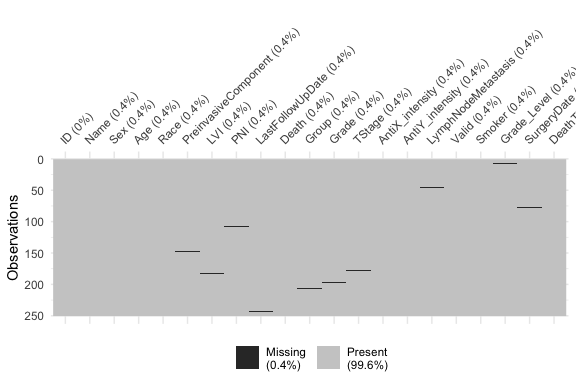 ID (0%)
Name (0.4%)
Sex (0.4%)
Age (0.4%)
Race (0.4%)
PreinvasiveComponent (0.4%)
LVI (0.4%)
PNI (0.4%)
LastFollowUpDate (0.4%)
Death (0.4%)
Group (0.4%)
Grade (0.4%)
TStage (0.4%)
AntiX_intensity (0.4%)
AntiY_intensity (0.4%)
LymphNodeMetastasis (0.4%)
Valid (0.4%)
Smoker (0.4%)
Grade_Level (0.4%)
SurgeryDate (
DeathT
0
50
100
150
200
250
Observations
Missing
(0.4%)
Present
(99.6%)